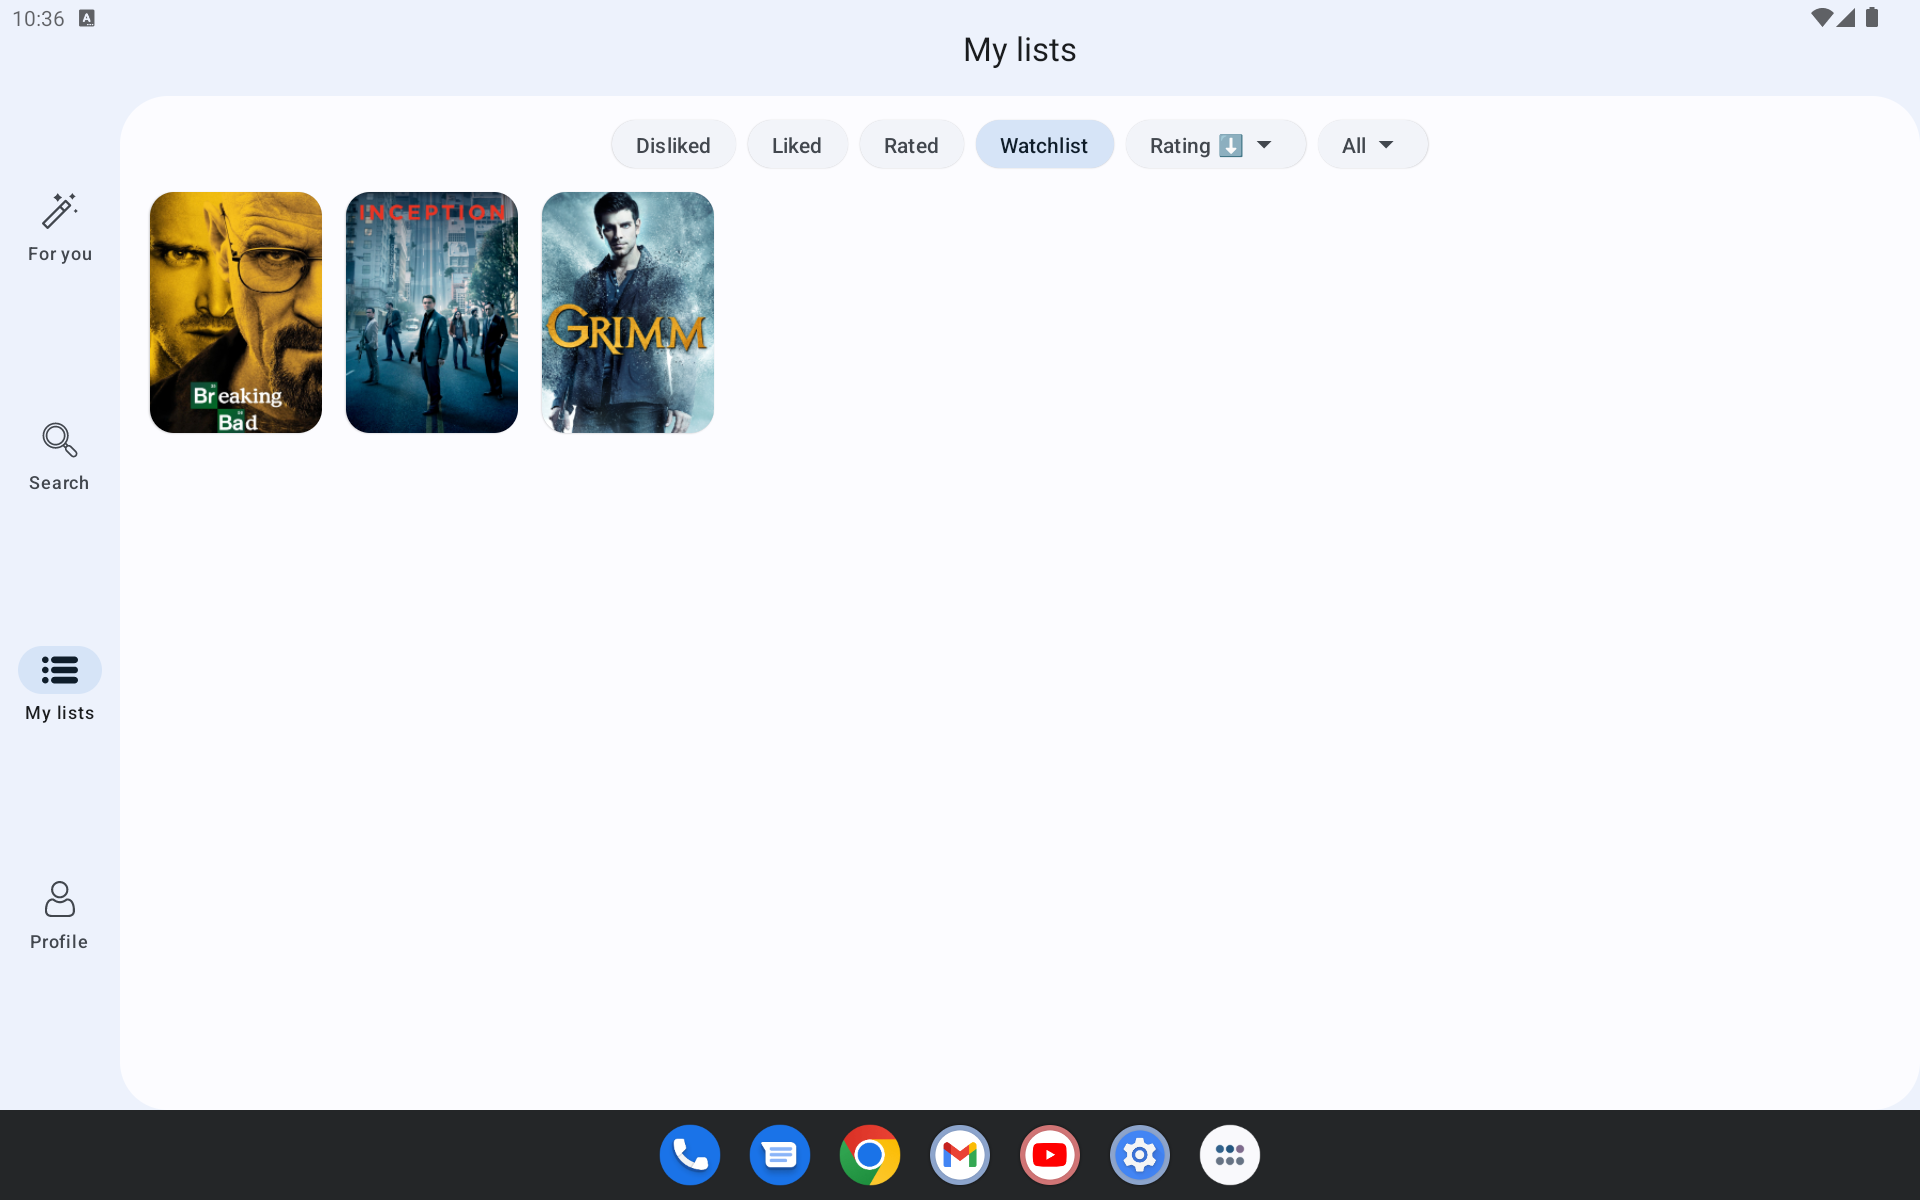 10:36
My lists
Disliked
Liked
Rated
Watchlist
Rating ⬇️
All
Breaking
Bad
INCEPTION
GRIMM
For you
Search
My lists
Profile